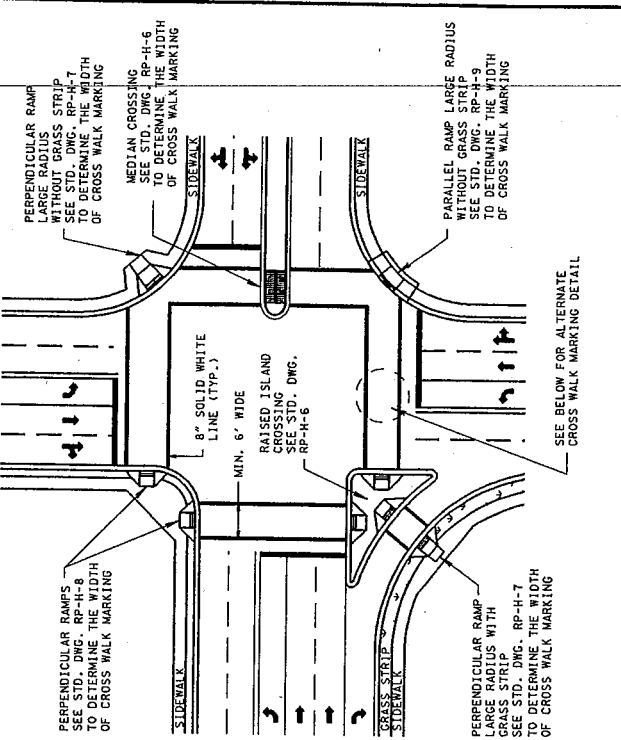 PERPENDICULAR RAMP
LARGE RADIUS
WITHOUT GRASS STRIP
SEE STD. DWG. RP-H-7
TO DETERMINE THE WIDTH
OF CROSS WALK MARKING
MEDIAN CROSSING
SEE STD. DWG. RP-H-6
TO DETERMINE THE WIDTH
OF CROSS WALK MARKING
SIDEWALK
SIDEWALK
PARALLEL RAMP LARGE RADIUS
WITHOUT GRASS STRIP
SEE STD. DWG. RP-H-9
TO DETERMINE THE WIDTH
OF CROSS WALK MARKING
8" SOLID WHITE
LINE (TYP.)
MIN. 6' WIDE
RAISED ISLAND
CROSSING
SEE STD. DWG.
RP-H-6
SEE BELOW FOR ALTERNATE
CROSS WALK MARKING DETAIL
PERPENDICULAR RAMPS
SEE STD. DWG. RP-H-8
TO DETERMINE THE WIDTH
OF CROSS WALK MARKING
SIDEWALK
GRASS STRIP
SIDEWALK
PERPENDICULAR RAMP
LARGE RADIUS WITH
GRASS STRIP
SEE STD. DWG. RP-H-7
TO DETERMINE THE WIDTH
OF CROSS WALK MARKING